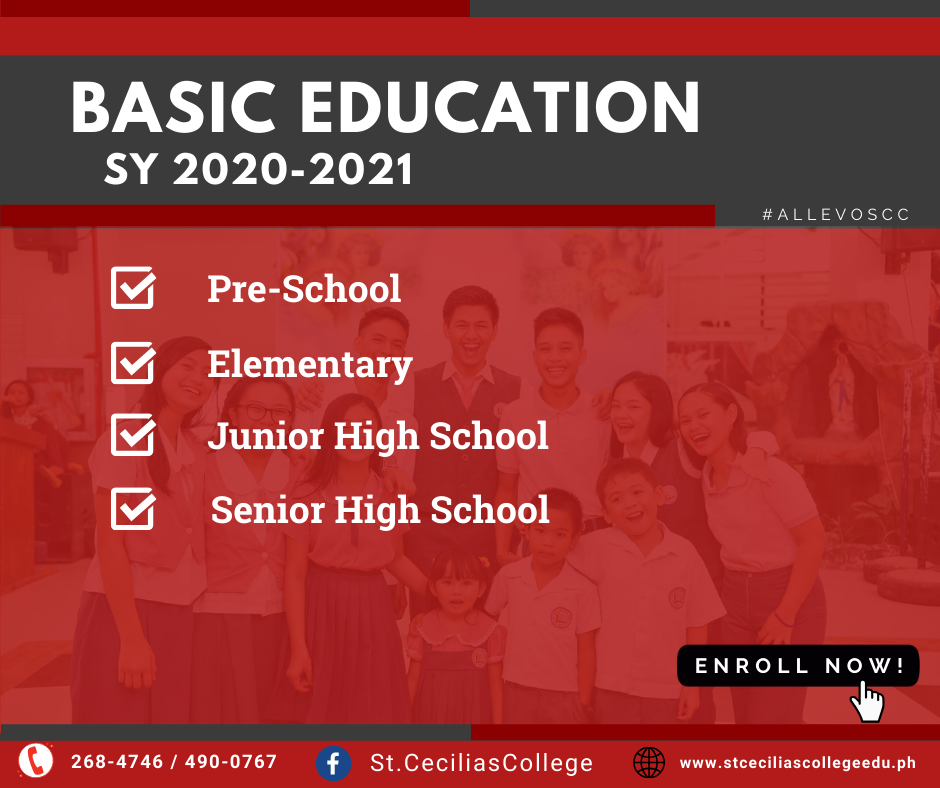 BASIC EDUCATION
SY 2020-2021
#ALLEVOSCC
Pre-School
Elementary
Junior High School
Senior High School
ENROLL NOW!
268-4746 / 490-0767
St.CeciliasCollege
www.stceciliascollegeedu.ph